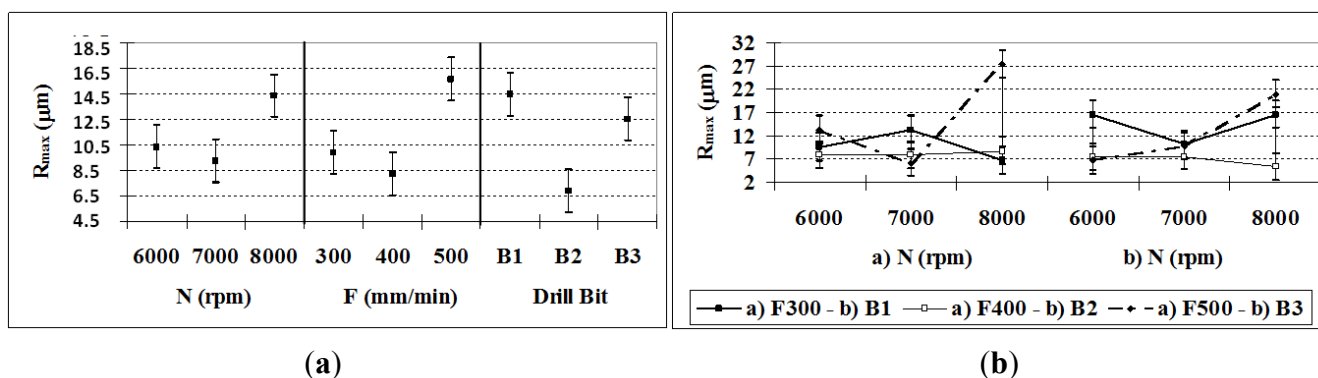 18.5
16.5
14.5
12.5
10.5
8.5
6.5
4.5
Rmax (μm)
6000 7000 8000 300 400 500 B1 B2 B3
N (rpm) F (mm/min) Drill Bit
(a)
32
27
22
17
12
7
2
Rmax (μm)
6000 7000 8000 6000 7000 8000
a) N (rpm) b) N (rpm)
a) F300 - b) B1 a) F400 - b) B2 a) F500 - b) B3
(b)